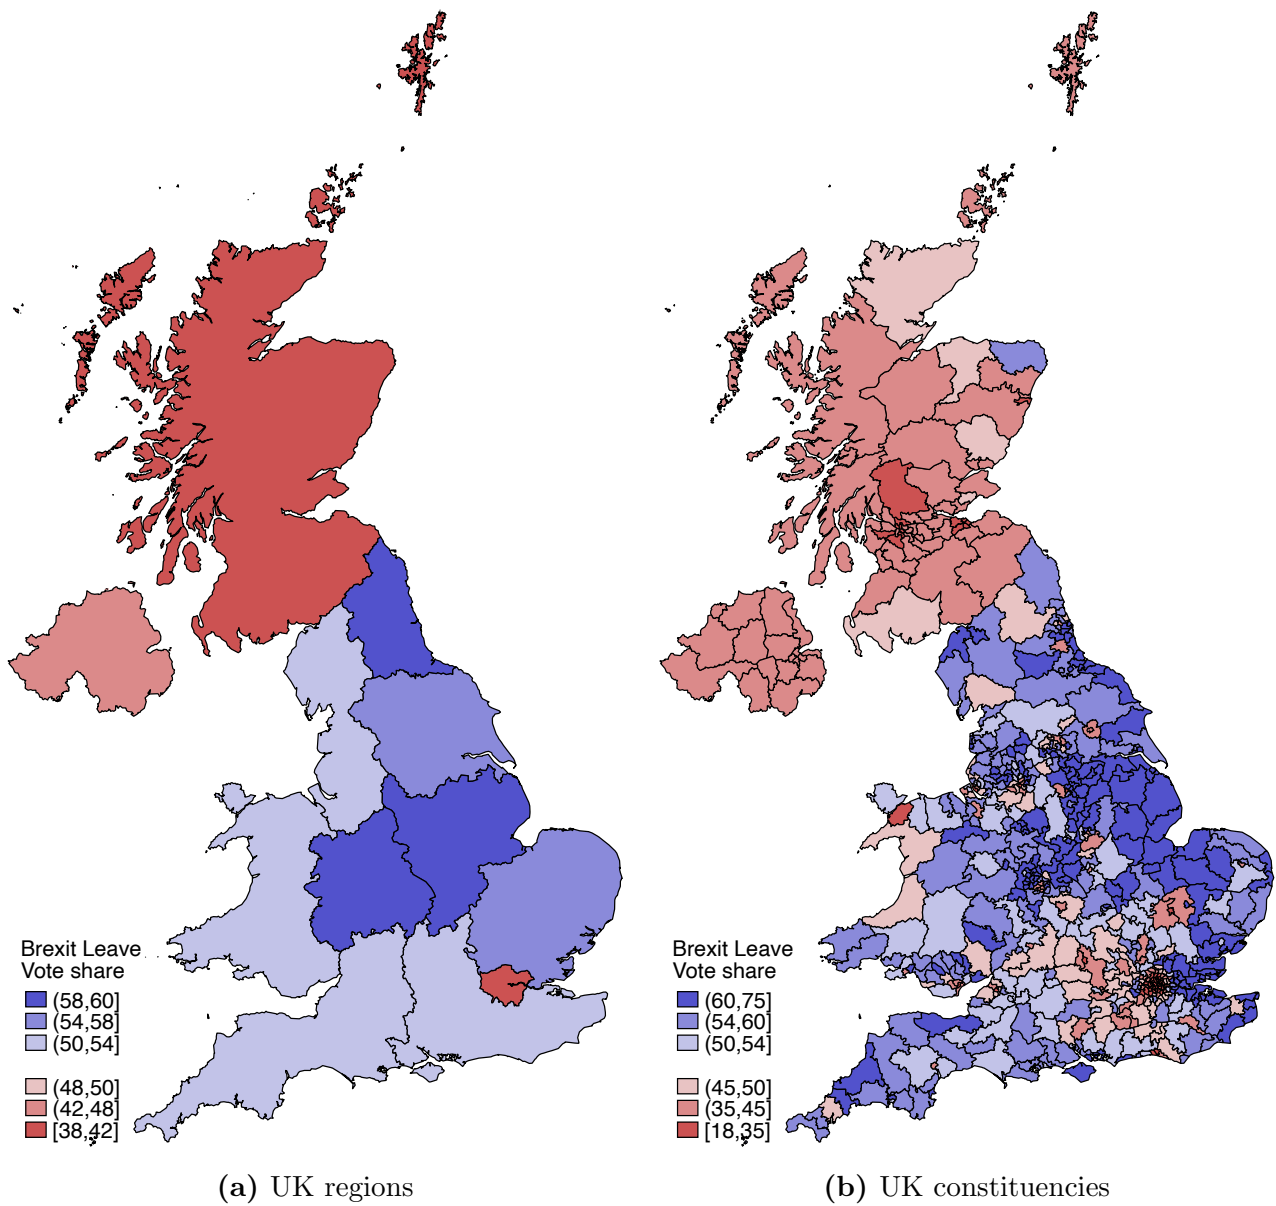 Brexit Leave
Vote share
(58,60]
(54,58]
(50,54]
(48,50]
(42,48]
[38,42]
Brexit Leave
Vote share
(60,75]
(54,60]
(50,54]
(45,50]
(35,45]
[18,35]
(a) UK regions
(b) UK constituencies